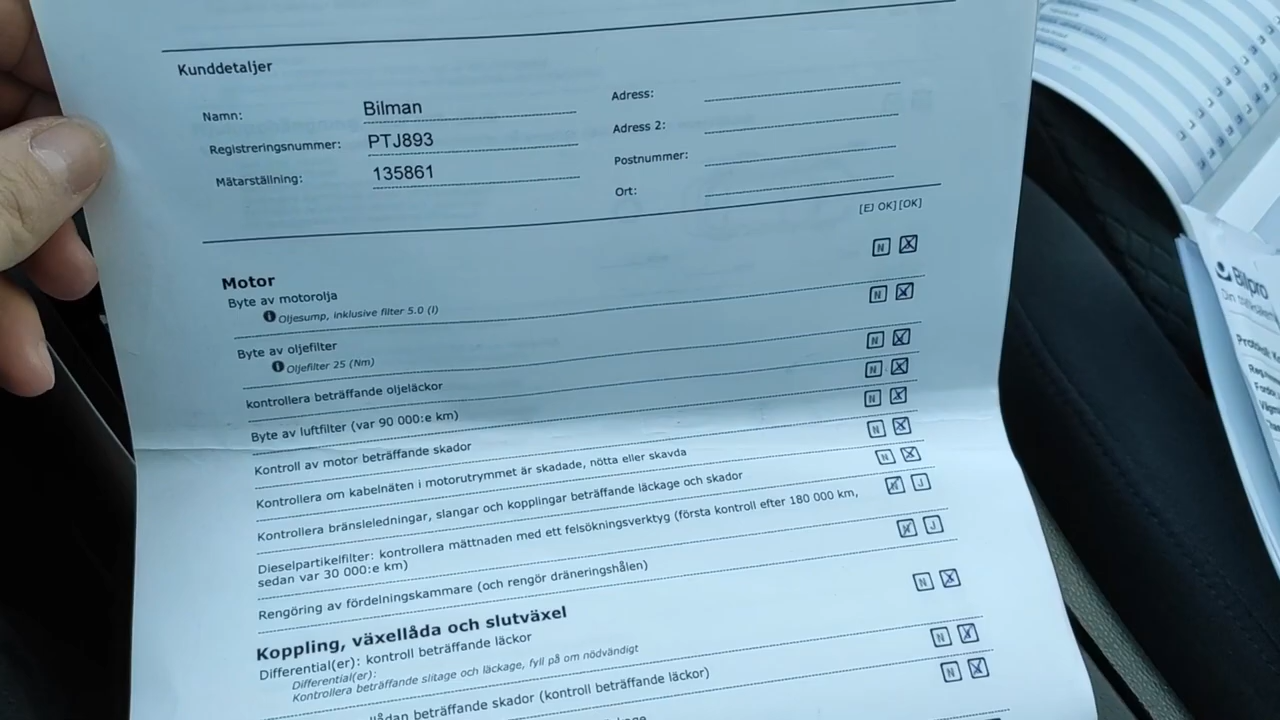 Kunddetaljer
Namn: Bilman
Adress:
Registreringsnummer: PTJ893
Adress 2:
Mätarställning: 135861
Postnummer:
Ort:
[EJ OK][OK]
Motor
N X
Byte av motorolja
Oljesump, inklusive filter 5.0 (l)
N X
Byte av oljefilter
Oljefilter 25 (Nm)
N X
kontrollera beträffande oljeläckor
N X
Byte av luftfilter (var 90 000:e km)
N X
Kontroll av motor beträffande skador
N X
Kontrollera om kabelnäten i motorutrymmet är skadade, nötta eller skavda
N X
Kontrollera bränsleledningar, slangar och kopplingar beträffande läckage och skador
N J
Dieselpartikelfilter: kontrollera mättnaden med ett felsökningsverktyg (första kontroll efter 180 000 km,
sedan var 30 000:e km)
N J
Rengöring av fördelningskammare (och rengör dräneringshålen)
N X
Koppling, växellåda och slutväxel
Differential(er): kontroll beträffande läckor
Differential(er):
Kontrollera beträffande slitage och läckage, fyll på om nödvändigt
N X
beträffande skador (kontroll beträffande läckor)
N X
Bilpro